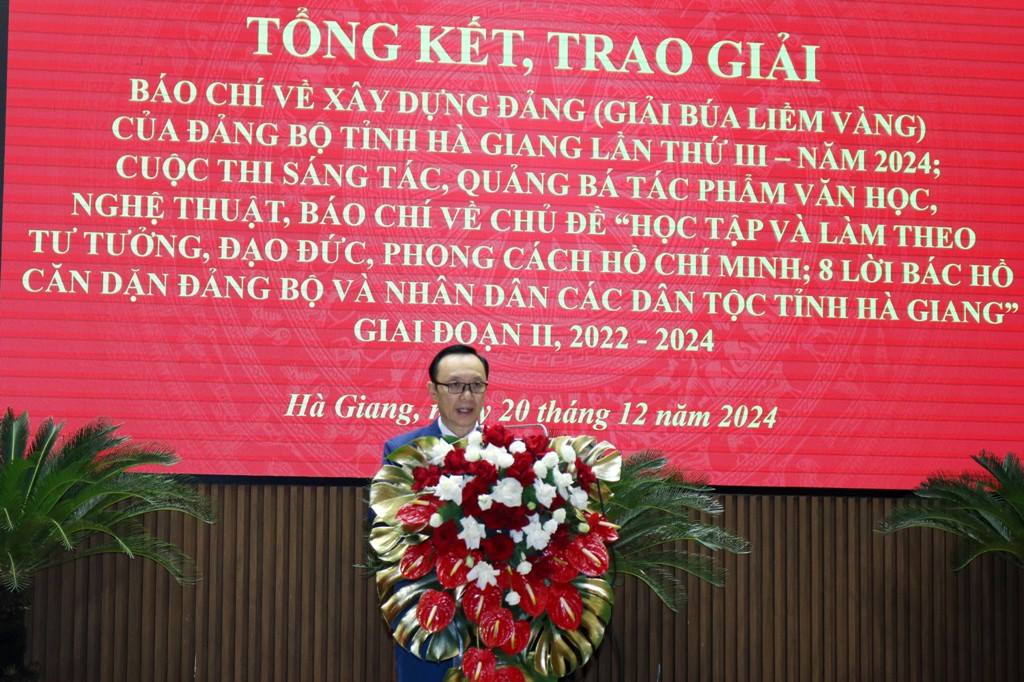 TỔNG KẾT, TRAO GIẢI
BÁO CHÍ VỀ XÂY DỰNG ĐẢNG (GIẢI BÚA LIỀM VÀNG)
CỦA ĐẢNG BỘ TỈNH HÀ GIANG LẦN THỨ III – NĂM 2024;
CUỘC THI SÁNG TÁC, QUẢNG BÁ TÁC PHẨM VĂN HỌC,
NGHỆ THUẬT, BÁO CHÍ VỀ CHỦ ĐỀ “HỌC TẬP VÀ LÀM THEO
TƯ TƯỞNG, ĐẠO ĐỨC, PHONG CÁCH HỒ CHÍ MINH; 8 LỜI BÁC HỒ
CĂN DẶN ĐẢNG BỘ VÀ NHÂN DÂN CÁC DÂN TỘC TỈNH HÀ GIANG”
GIAI ĐOẠN II, 2022 - 2024
Hà Giang, 20 tháng 12 năm 2024